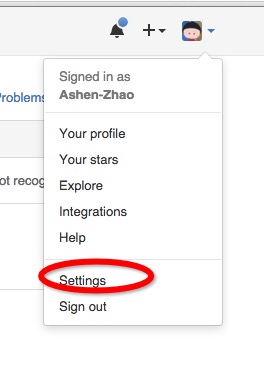 Signed in as
Ashen-Zhao
Problems
Your profile
Your stars
ot recog
Explore
Integrations
Help
Settings
Sign out